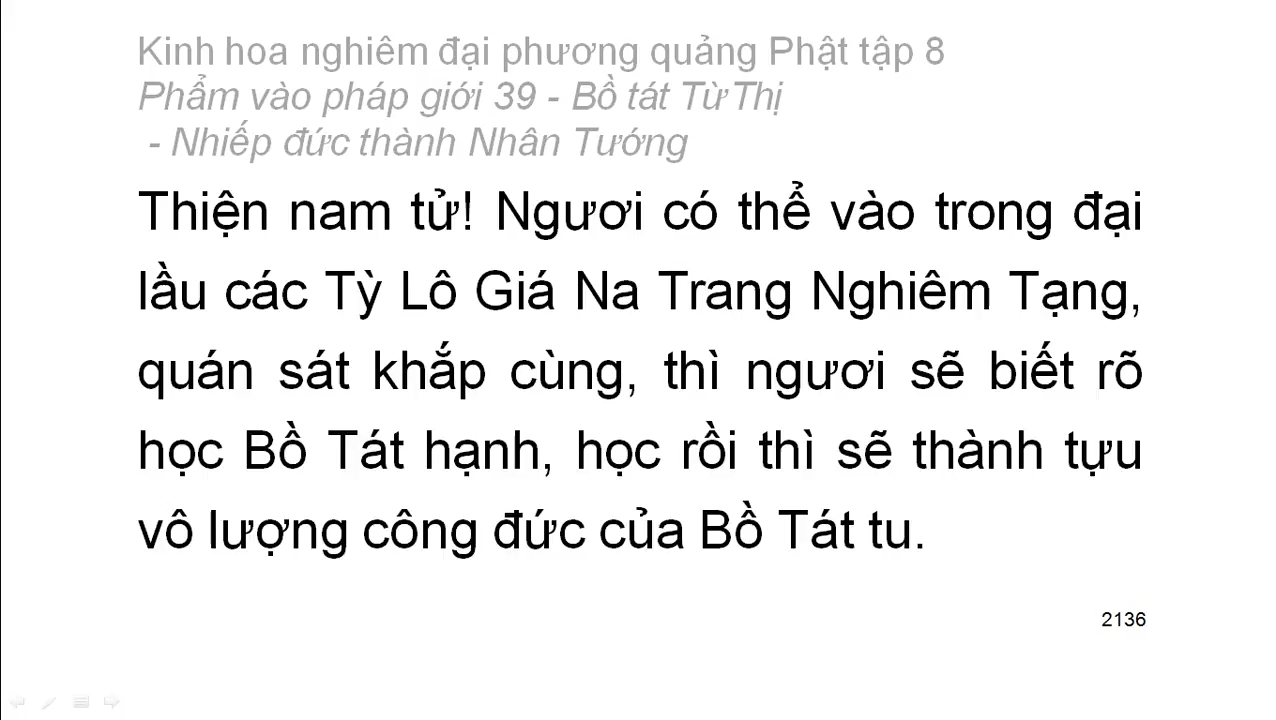 Kinh hoa nghiêm đại phương quảng Phật tập 8
Phẩm vào pháp giới 39 - Bồ tát Từ Thị
- Nhiếp đức thành Nhân Tướng
Thiện nam tử! Ngươi có thể vào trong đại
lầu các Tỳ Lô Giá Na Trang Nghiêm Tạng,
quán sát khắp cùng, thì ngươi sẽ biết rõ
học Bồ Tát hạnh, học rồi thì sẽ thành tựu
vô lượng công đức của Bồ Tát tu.
2136